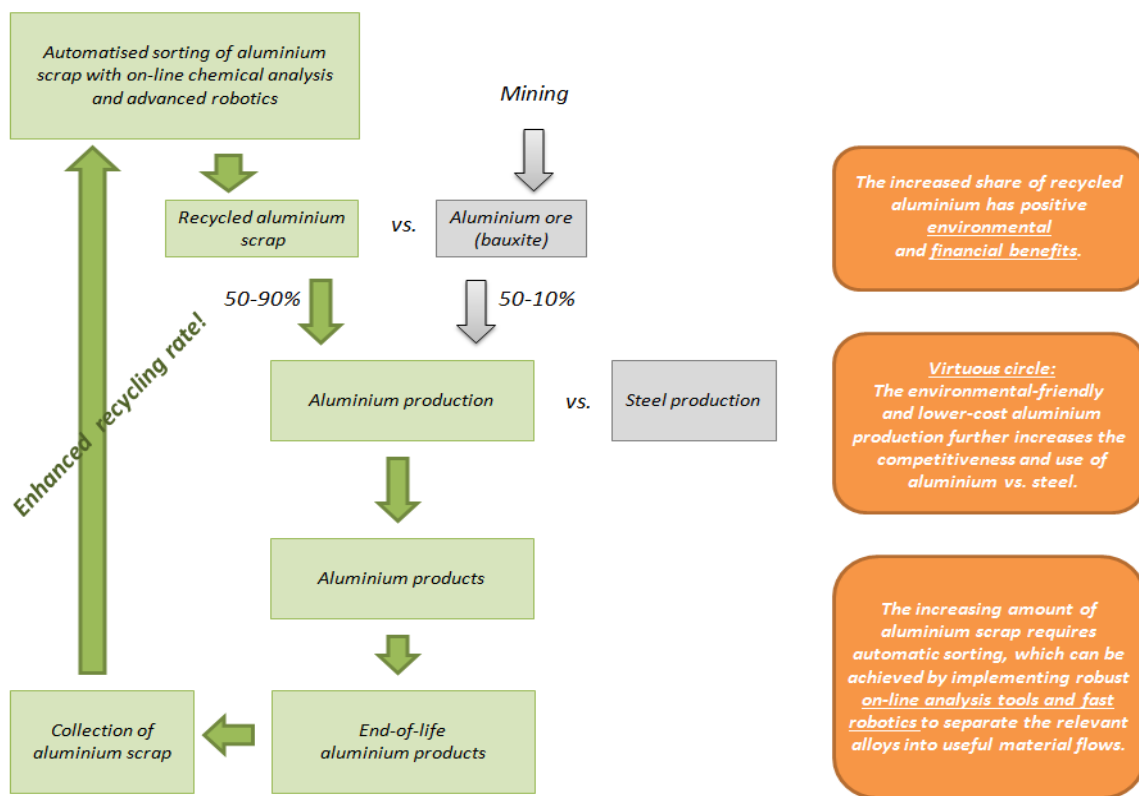 Automatised sorting of aluminium
scrap with on-line chemical analysis
and advanced robotics
Mining
Recycled aluminium
scrap
vs.
Aluminium ore
(bauxite)
50-90%
50-10%
Enhanced recycling rate!
Aluminium production
vs.
Steel production
Aluminium products
Collection of
aluminium scrap
End-of-life
aluminium products
The increased share of recycled
aluminium has positive
environmental
and financial benefits.
Virtuous circle:
The environmental-friendly
and lower-cost aluminium
production further increases the
competitiveness and use of
aluminium vs. steel.
The increasing amount of
aluminium scrap requires
automatic sorting, which can be
achieved by implementing robust
on-line analysis tools and fast
robotics to separate the relevant
alloys into useful material flows.